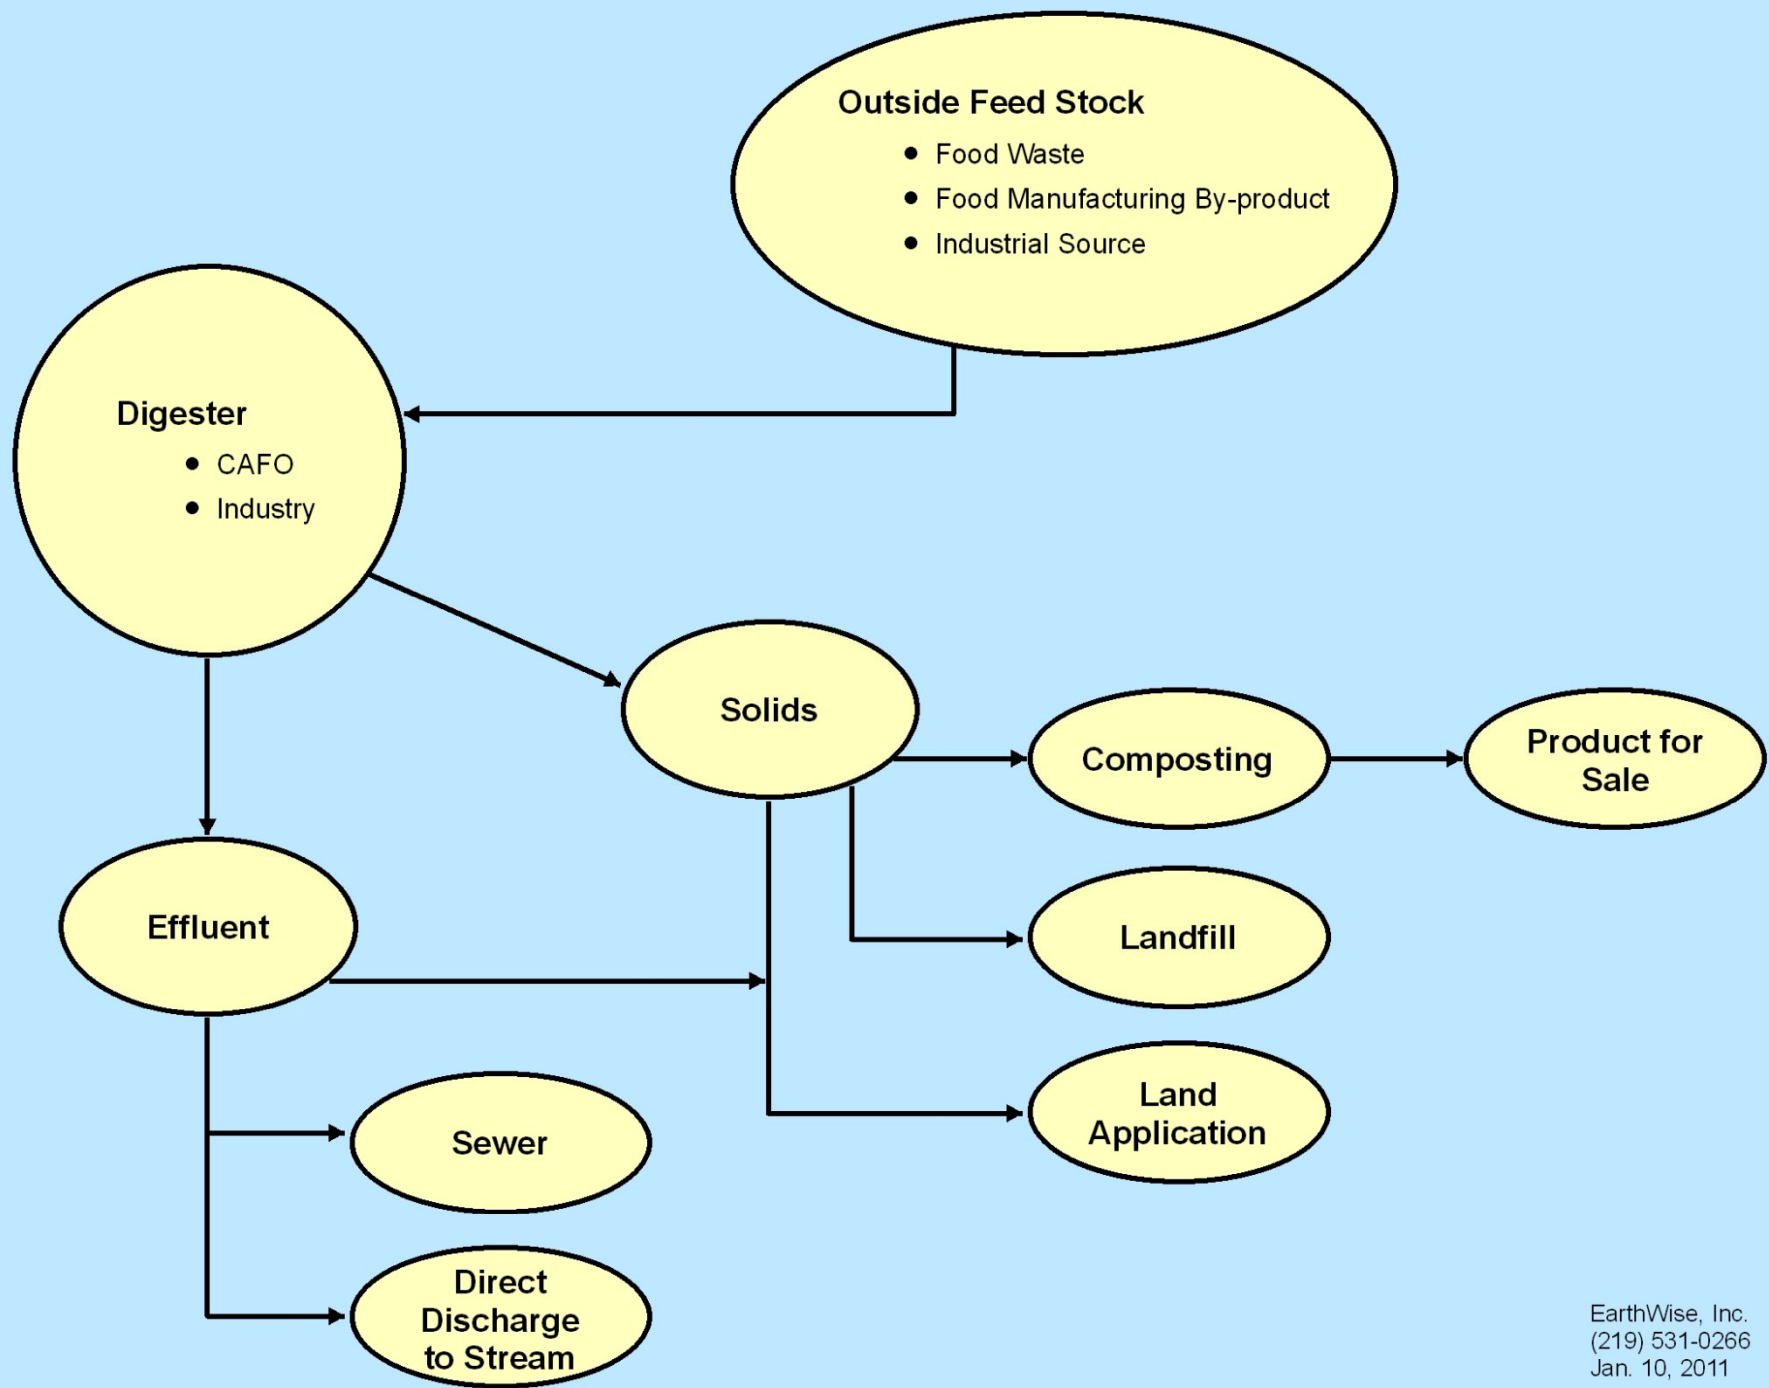 Outside Feed Stock
• Food Waste
• Food Manufacturing By-product
• Industrial Source
Digester
• CAFO
• Industry
Solids
Composting
Product for
Sale
Effluent
Landfill
Land
Application
Sewer
Direct
Discharge
to Stream
EarthWise, Inc.
(219) 531-0266
Jan. 10, 2011